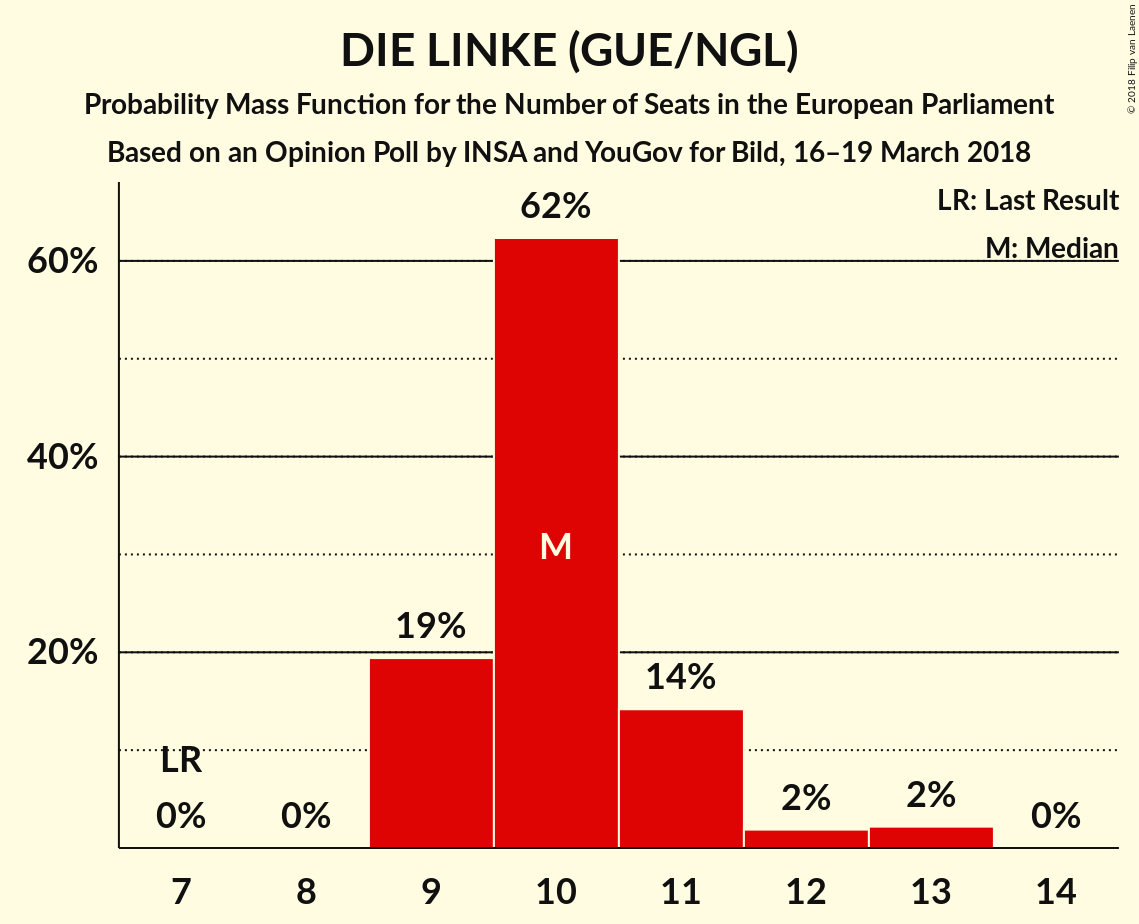 DIE LINKE (GUE/NGL)
Probability Mass Function for the Number of Seats in the European Parliament
Based on an Opinion Poll by INSA and YouGov for Bild, 16–19 March 2018
© 2018 Filip van Laenen
LR: Last Result
M: Median
62%
60%
40%
M
19%
20%
14%
LR
0%
0%
2%
2%
0%
7 8 9 10 11 12 13 14